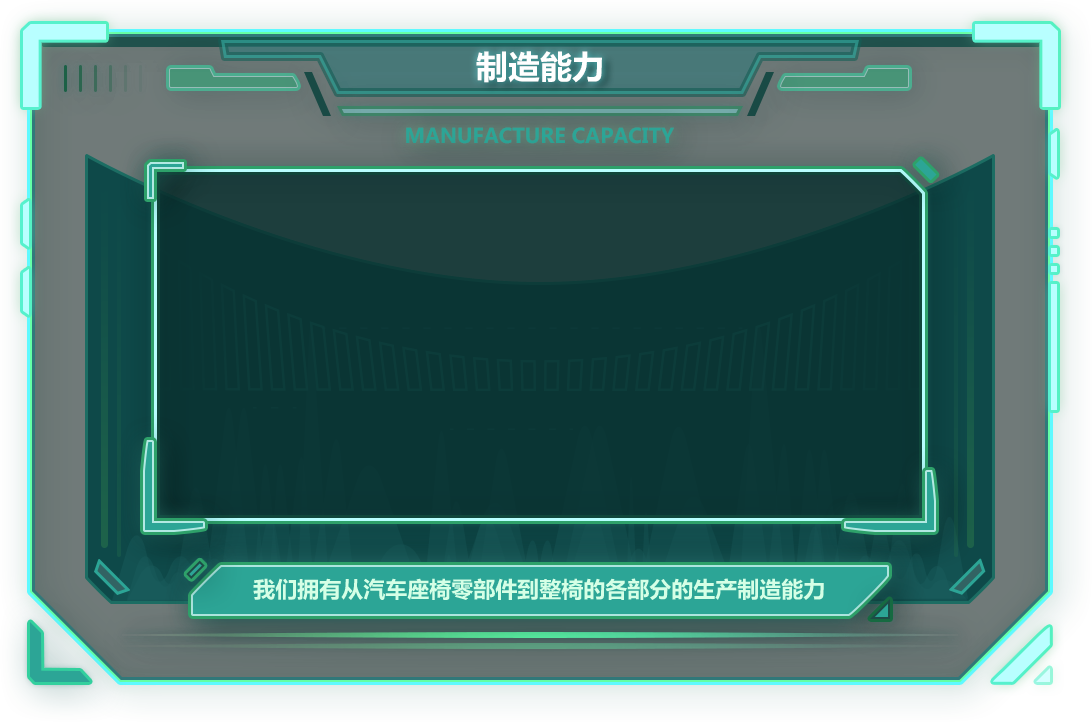 制造能力
MANUFACTURE CAPACITY
我们拥有从汽车座椅零部件到整椅的各部分的生产制造能力